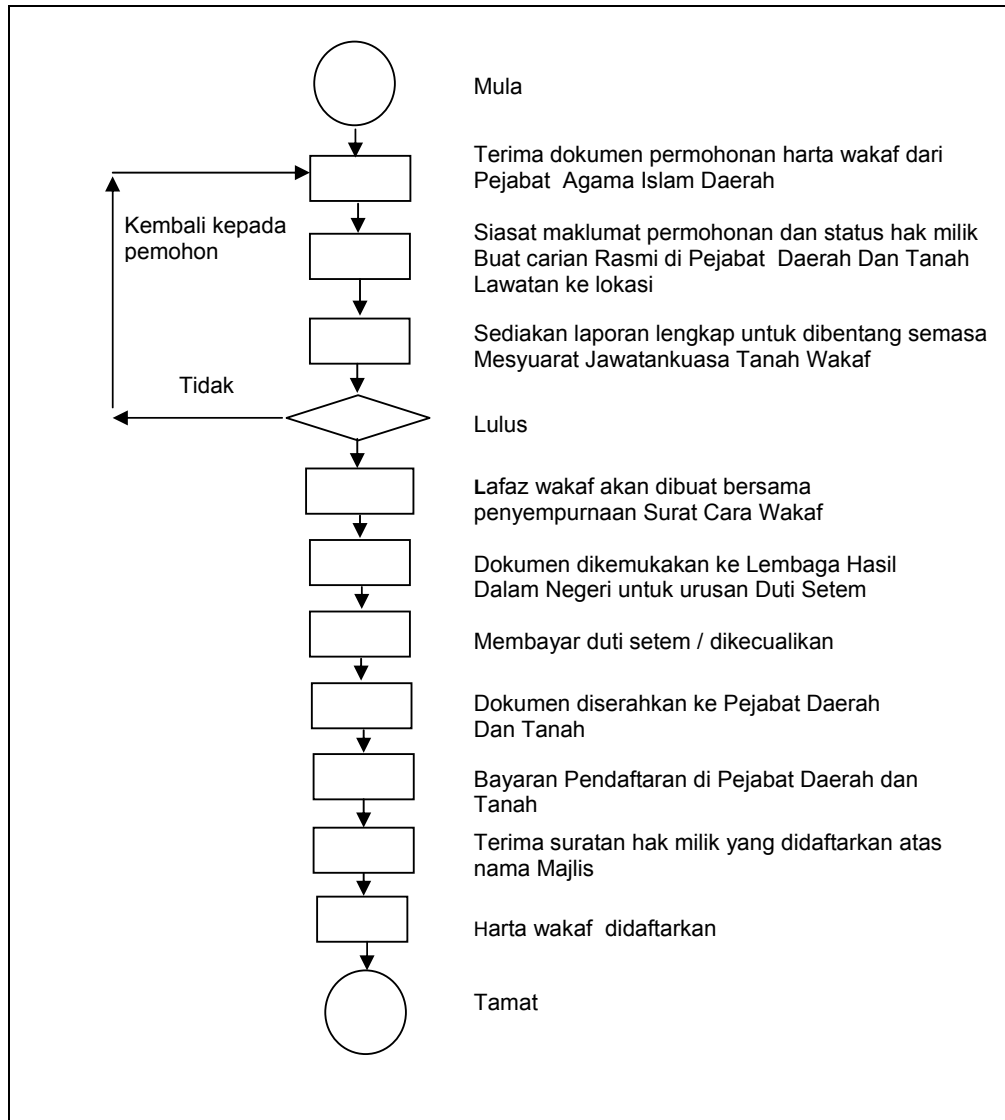 Mula
Terima dokumen permohonan harta wakaf dari
Pejabat Agama Islam Daerah
Kembali kepada
pemohon
Siasat maklumat permohonan dan status hak milik
Buat carian Rasmi di Pejabat Daerah Dan Tanah
Lawatan ke lokasi
Sediakan laporan lengkap untuk dibentang semasa
Mesyuarat Jawatankuasa Tanah Wakaf
Tidak
Lulus
Lafaz wakaf akan dibuat bersama
penyempurnaan Surat Cara Wakaf
Dokumen dikemukakan ke Lembaga Hasil
Dalam Negeri untuk urusan Duti Setem
Membayar duti setem / dikecualikan
Dokumen diserahkan ke Pejabat Daerah
Dan Tanah
Bayaran Pendaftaran di Pejabat Daerah dan
Tanah
Terima suratan hak milik yang didaftarkan atas
nama Majlis
Harta wakaf didaftarkan
Tamat